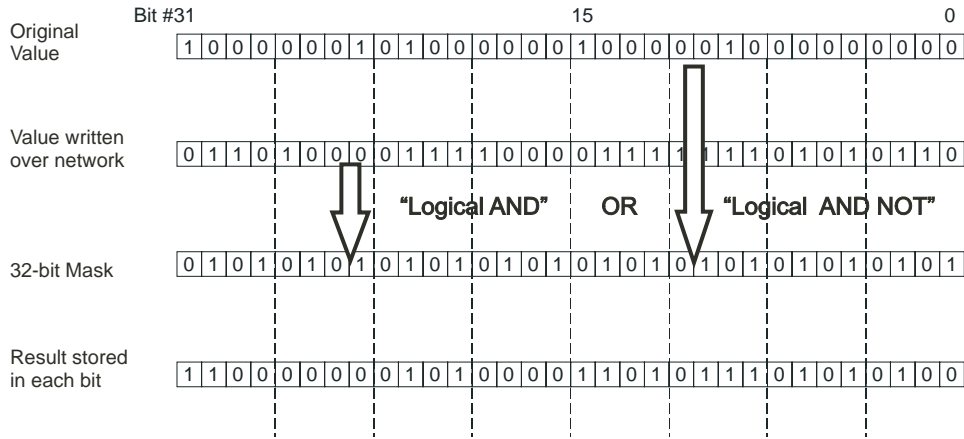 Bit #31 15 0
Original
Value
1 0 0 0 0 0 0 1 0 1 0 0 0 0 0 0 1 0 0 0 0 0 1 0 0 0 0 0 0 0 0 0
Value written
over network
0 1 1 0 1 0 0 0 0 1 1 1 1 0 0 0 0 1 1 1 1 1 1 1 0 1 0 1 0 1 1 0
“Logical AND” OR “Logical AND NOT”
32-bit Mask
0 1 0 1 0 1 0 1 0 1 0 1 0 1 0 1 0 1 0 1 0 1 0 1 0 1 0 1 0 1 0 1
Result stored
in each bit
1 1 0 0 0 0 0 0 0 1 0 1 0 0 0 0 1 1 0 1 0 1 1 1 0 1 0 1 0 1 0 0